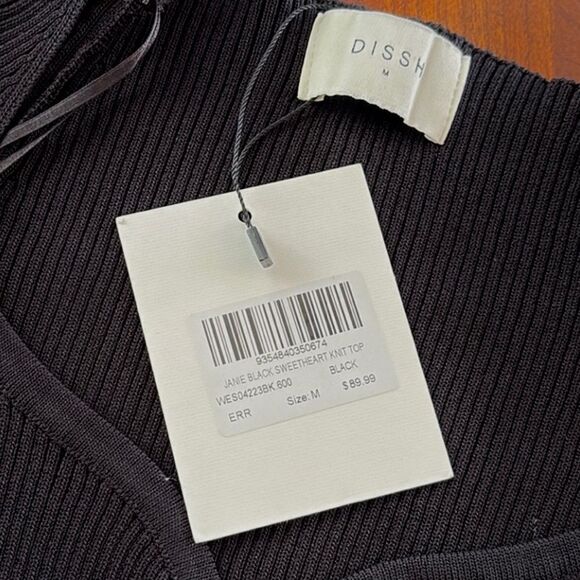 DISSH
M
9354840350674
JANIE BLACK SWEETHEART KNIT TOP
WES04223BK.600 BLACK
ERR Size: M $89.99